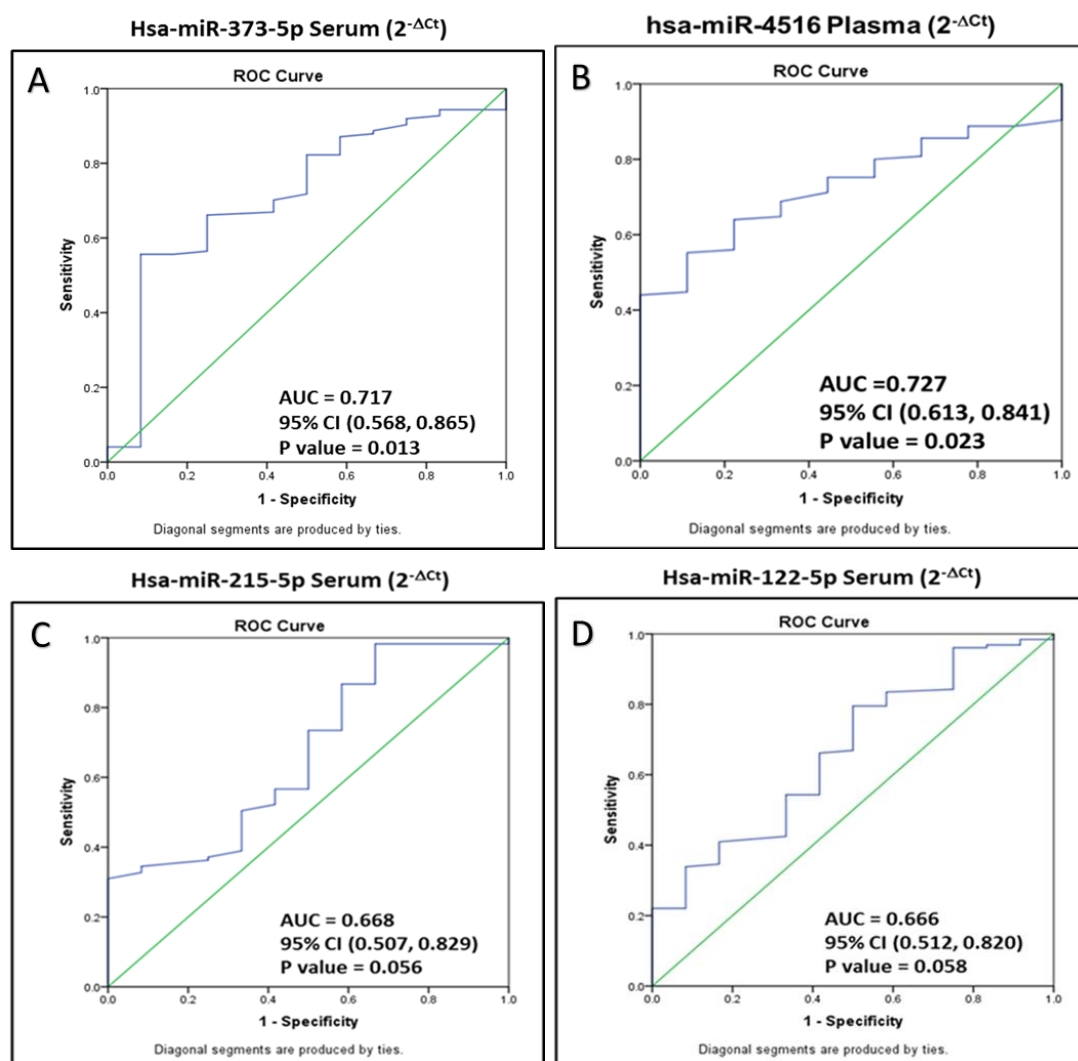 Hsa-miR-373-5p Serum (2^-ΔCt)
A
ROC Curve
1.0
0.8
0.6
0.4
0.2
0.0
Sensitivity
AUC = 0.717
95% CI (0.568, 0.865)
P value = 0.013
0.0 0.2 0.4 0.6 0.8 1.0
1 - Specificity
Diagonal segments are produced by ties.
hsa-miR-4516 Plasma (2^-ΔCt)
B
ROC Curve
1.0
0.8
0.6
0.4
0.2
0.0
Sensitivity
AUC =0.727
95% CI (0.613, 0.841)
P value = 0.023
0.0 0.2 0.4 0.6 0.8 1.0
1 - Specificity
Diagonal segments are produced by ties.
Hsa-miR-215-5p Serum (2^-ΔCt)
C
ROC Curve
1.0
0.8
0.6
0.4
0.2
0.0
Sensitivity
AUC = 0.668
95% CI (0.507, 0.829)
P value = 0.056
0.0 0.2 0.4 0.6 0.8 1.0
1 - Specificity
Diagonal segments are produced by ties.
Hsa-miR-122-5p Serum (2^-ΔCt)
D
ROC Curve
1.0
0.8
0.6
0.4
0.2
0.0
Sensitivity
AUC = 0.666
95% CI (0.512, 0.820)
P value = 0.058
0.0 0.2 0.4 0.6 0.8 1.0
1 - Specificity
Diagonal segments are produced by ties.